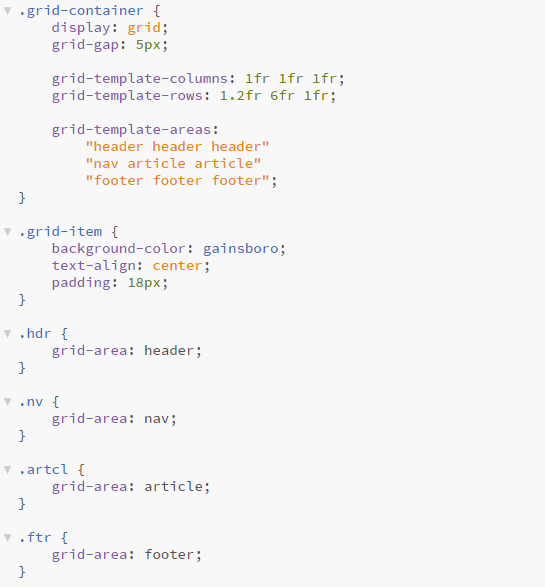 .grid-container {
    display: grid;
    grid-gap: 5px;

    grid-template-columns: 1fr 1fr 1fr;
    grid-template-rows: 1.2fr 6fr 1fr;

    grid-template-areas:
        "header header header"
        "nav article article"
        "footer footer footer";
}

.grid-item {
    background-color: gainsboro;
    text-align: center;
    padding: 18px;
}

.hdr {
    grid-area: header;
}

.nv {
    grid-area: nav;
}

.artcl {
    grid-area: article;
}

.ftr {
    grid-area: footer;
}